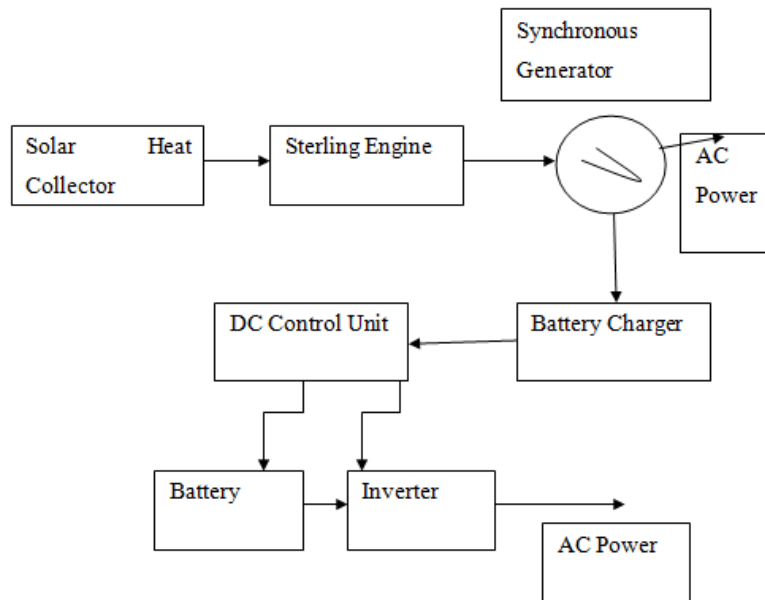 Synchronous
Generator
Solar Heat
Collector
Sterling Engine
AC
Power
DC Control Unit
Battery Charger
Battery
Inverter
AC Power